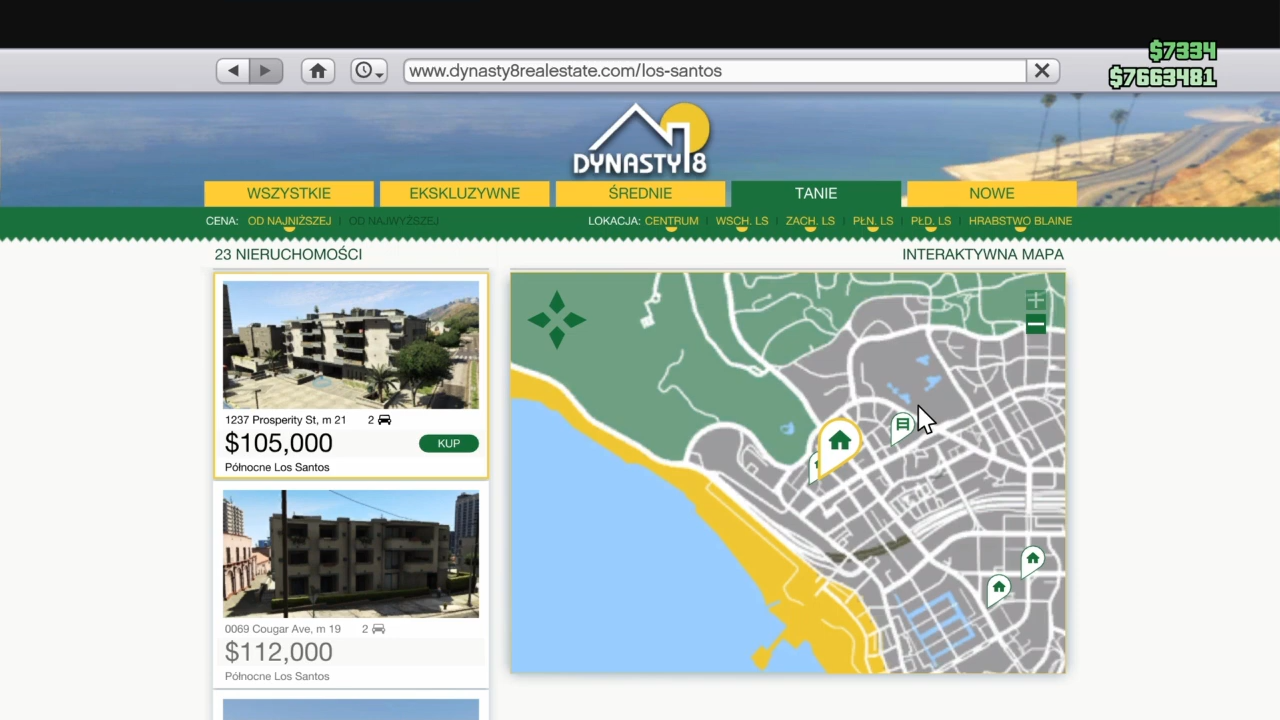 $7334
www.dynasty8realestate.com/los-santos
$7663481
DYNASTY 8
WSZYSTKIE
EKSKLUZYWNE
ŚREDNIE
TANIE
NOWE
CENA: OD NAJNIŻSZEJ | OD NAJWYŻSZEJ
LOKACJA: CENTRUM | WSCH. LS | ZACH. LS | PŁN. LS | PŁD. LS | HRABSTWO BLAINE
23 NIERUCHOMOŚCI
INTERAKTYWNA MAPA
1237 Prosperity St, m 21 2
$105,000
KUP
Północne Los Santos
0069 Cougar Ave, m 19 2
$112,000
Północne Los Santos